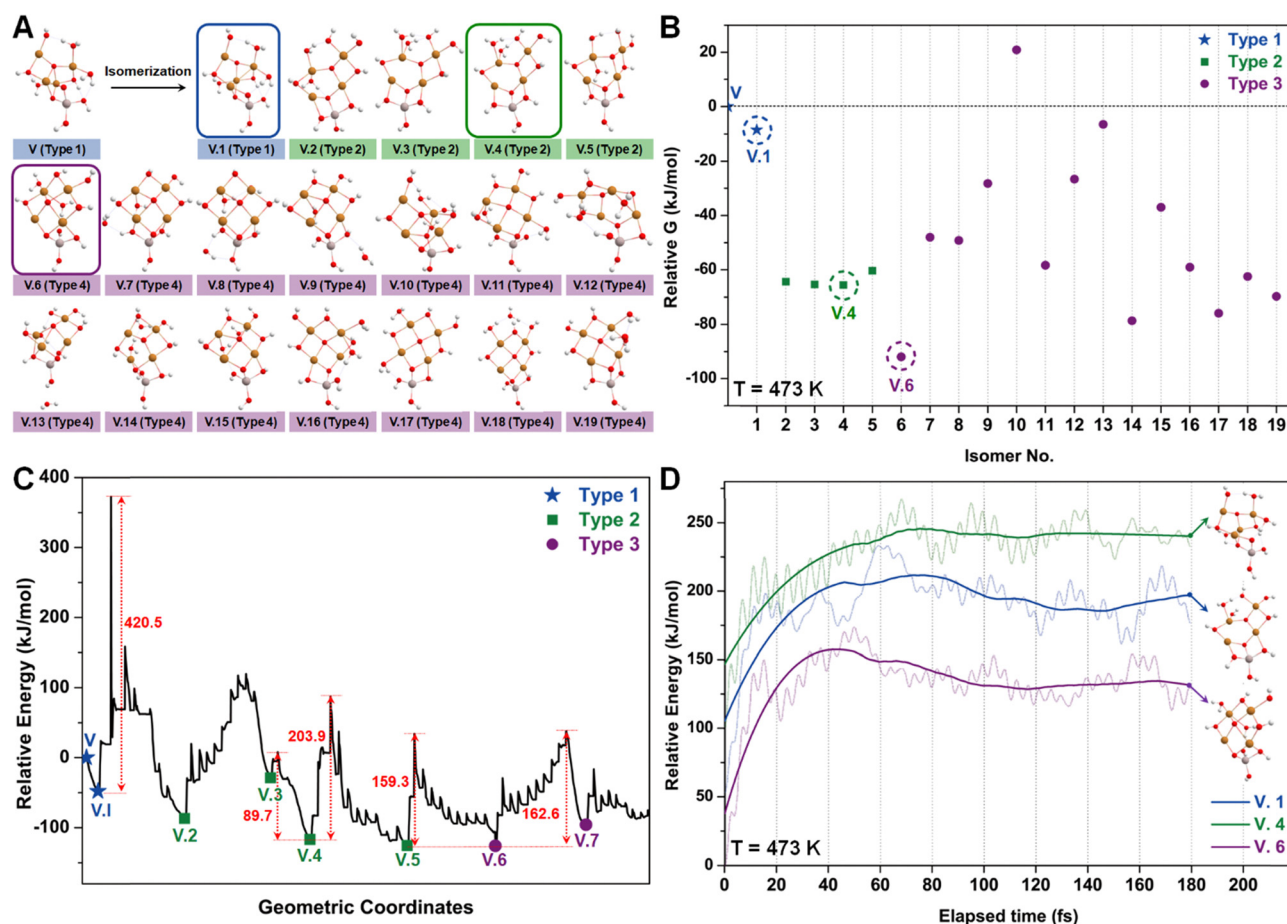 A
Isomerization
V (Type 1)
V.1 (Type 1)
V.2 (Type 2)
V.3 (Type 2)
V.4 (Type 2)
V.5 (Type 2)
V.6 (Type 4)
V.7 (Type 4)
V.8 (Type 4)
V.9 (Type 4)
V.10 (Type 4)
V.11 (Type 4)
V.12 (Type 4)
V.13 (Type 4)
V.14 (Type 4)
V.15 (Type 4)
V.16 (Type 4)
V.17 (Type 4)
V.18 (Type 4)
V.19 (Type 4)
B
Relative G (kJ/mol)
20
0
-20
-40
-60
-80
-100
Type 1
Type 2
Type 3
V
V.1
V.4
V.6
T = 473 K
1 2 3 4 5 6 7 8 9 10 11 12 13 14 15 16 17 18 19
Isomer No.
C
Relative Energy (kJ/mol)
400
300
200
100
0
-100
Type 1
Type 2
Type 3
420.5
203.9
89.7
159.3
162.6
V
V.I
V.2
V.3
V.4
V.5
V.6
V.7
Geometric Coordinates
D
Relative Energy (kJ/mol)
250
200
150
100
50
0
T = 473 K
V. 1
V. 4
V. 6
0 20 40 60 80 100 120 140 160 180 200
Elapsed time (fs)